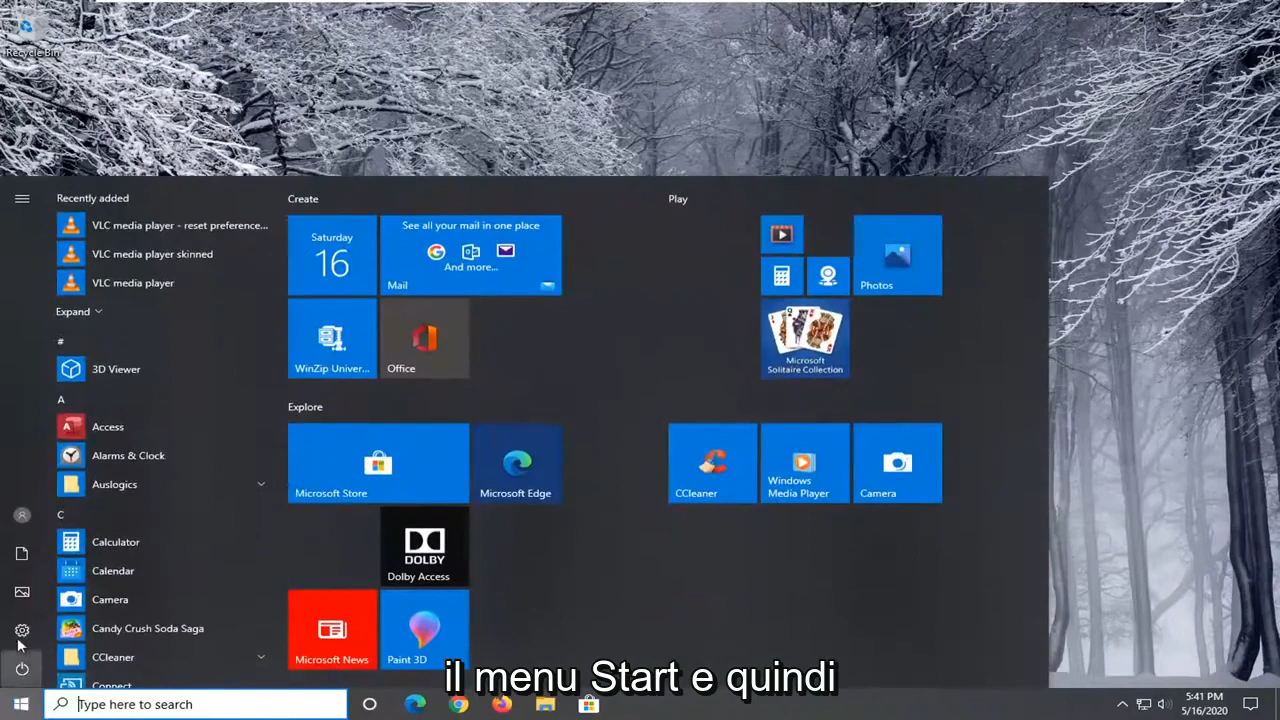 Recycle Bin
Recently added
VLC media player - reset preference...
VLC media player skinned
VLC media player
Expand
#
3D Viewer
A
Access
Alarms & Clock
Auslogics
C
Calculator
Calendar
Camera
Candy Crush Soda Saga
CCleaner
Connect
Create
Saturday
16
See all your mail in one place
And more...
Mail
WinZip Univer...
Office
Explore
Microsoft Store
Microsoft Edge
DOLBY
Dolby Access
Microsoft News
Paint 3D
Play
Photos
Microsoft
Solitaire Collection
CCleaner
Windows
Media Player
Camera
il menu Start e quindi
Type here to search
5:41 PM
5/16/2020